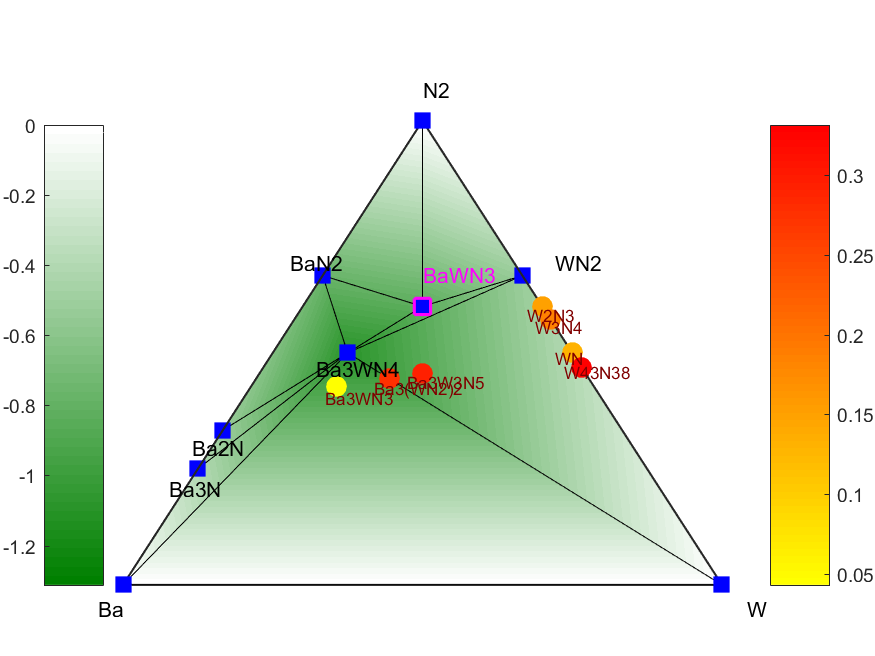 N2
0
-0.2
-0.4
-0.6
-0.8
-1
-1.2
BaN2
WN2
BaWN3
W2N3
W3N4
WN
W43N38
Ba3WN4
Ba3W3N5
Ba3(WN2)2
Ba3WN3
Ba2N
Ba3N
Ba
W
0.3
0.25
0.2
0.15
0.1
0.05